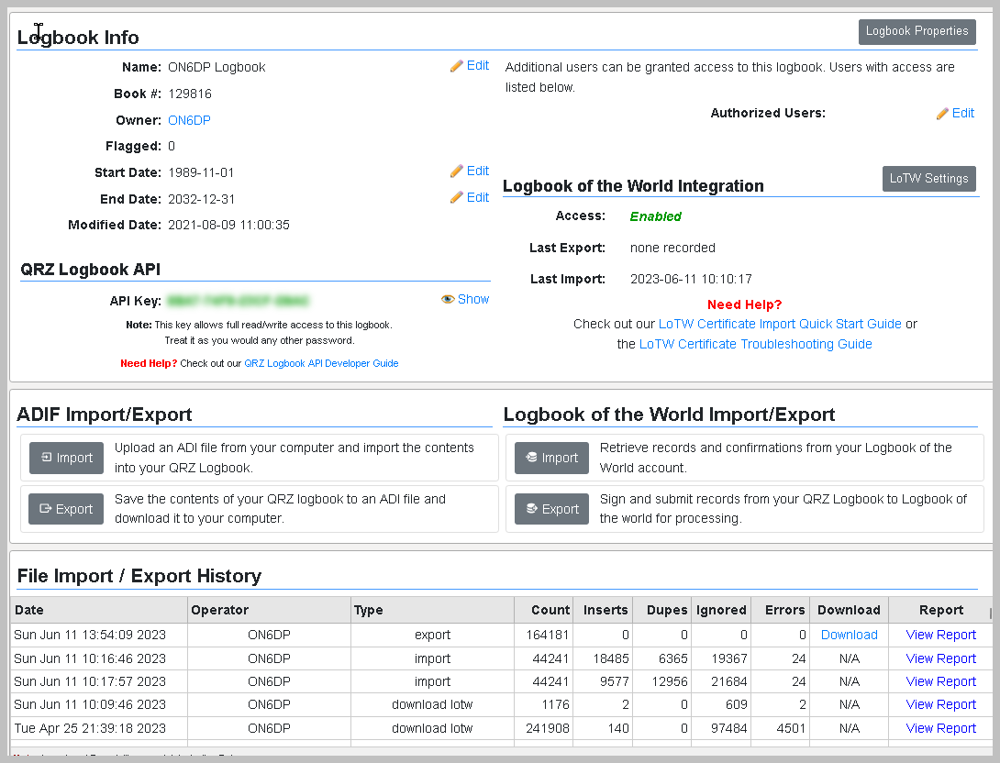 Logbook Info
Logbook Properties
Name: ON6DP Logbook
Edit
Book #: 129816
Owner: ON6DP
Flagged: 0
Start Date: 1989-11-01
Edit
End Date: 2032-12-31
Edit
Modified Date: 2021-08-09 11:00:35
Additional users can be granted access to this logbook. Users with access are
listed below.
Authorized Users:
Edit
QRZ Logbook API
API Key:
Show
Note: This key allows full read/write access to this logbook.
Treat it as you would any other password.
Need Help? Check out our QRZ Logbook API Developer Guide
Logbook of the World Integration
LoTW Settings
Access: Enabled
Last Export: none recorded
Last Import: 2023-06-11 10:10:17
Need Help?
Check out our LoTW Certificate Import Quick Start Guide or
the LoTW Certificate Troubleshooting Guide
ADIF Import/Export
Import
Upload an ADI file from your computer and import the contents
into your QRZ Logbook.
Export
Save the contents of your QRZ logbook to an ADI file and
download it to your computer.
Logbook of the World Import/Export
Import
Retrieve records and confirmations from your Logbook of the
World account.
Export
Sign and submit records from your QRZ Logbook to Logbook of
the world for processing.
File Import / Export History
Date Operator Type Count Inserts Dupes Ignored Errors Download Report
Sun Jun 11 13:54:09 2023 ON6DP export 164181 0 0 0 0 Download View Report
Sun Jun 11 10:16:46 2023 ON6DP import 44241 18485 6365 19367 24 N/A View Report
Sun Jun 11 10:17:57 2023 ON6DP import 44241 9577 12956 21684 24 N/A View Report
Sun Jun 11 10:09:46 2023 ON6DP download lotw 1176 2 0 609 2 N/A View Report
Tue Apr 25 21:39:18 2023 ON6DP download lotw 241908 140 0 97484 4501 N/A View Report